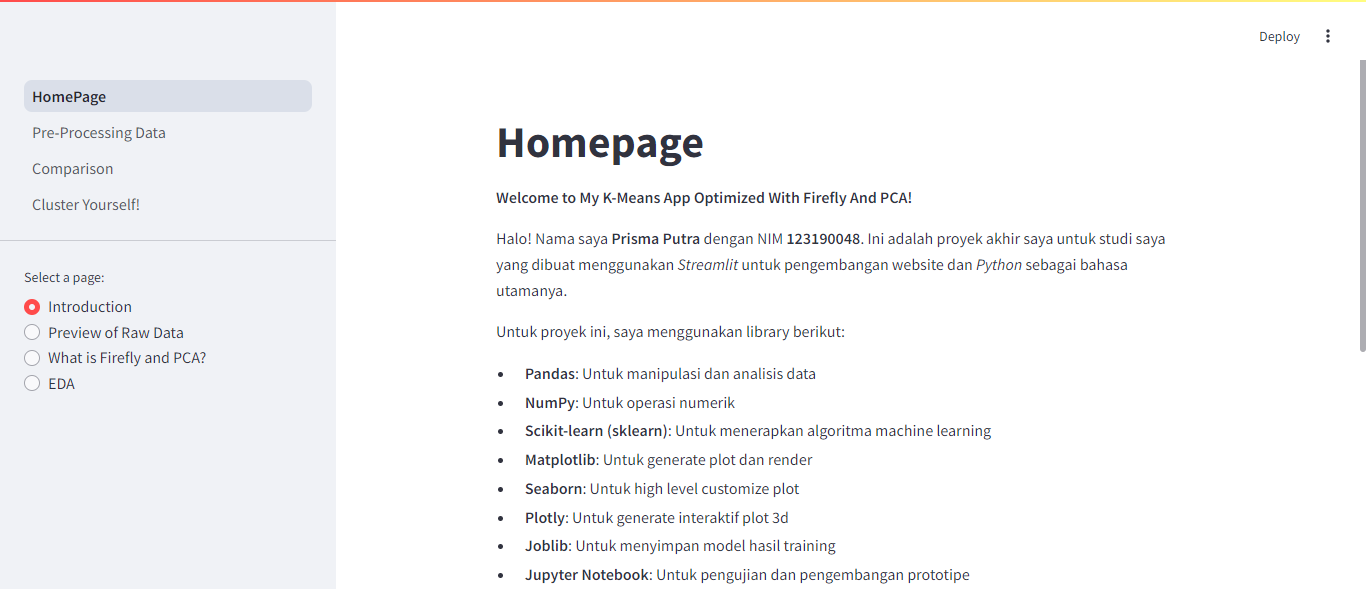 Deploy
HomePage
Pre-Processing Data
Comparison
Cluster Yourself!
Select a page:
Introduction
Preview of Raw Data
What is Firefly and PCA?
EDA
Homepage
Welcome to My K-Means App Optimized With Firefly And PCA!
Halo! Nama saya Prisma Putra dengan NIM 123190048. Ini adalah proyek akhir saya untuk studi saya
yang dibuat menggunakan Streamlit untuk pengembangan website dan Python sebagai bahasa
utamanya.
Untuk proyek ini, saya menggunakan library berikut:
• Pandas: Untuk manipulasi dan analisis data
• NumPy: Untuk operasi numerik
• Scikit-learn (sklearn): Untuk menerapkan algoritma machine learning
• Matplotlib: Untuk generate plot dan render
• Seaborn: Untuk high level customize plot
• Plotly: Untuk generate interaktif plot 3d
• Joblib: Untuk menyimpan model hasil training
• Jupyter Notebook: Untuk pengujian dan pengembangan prototipe